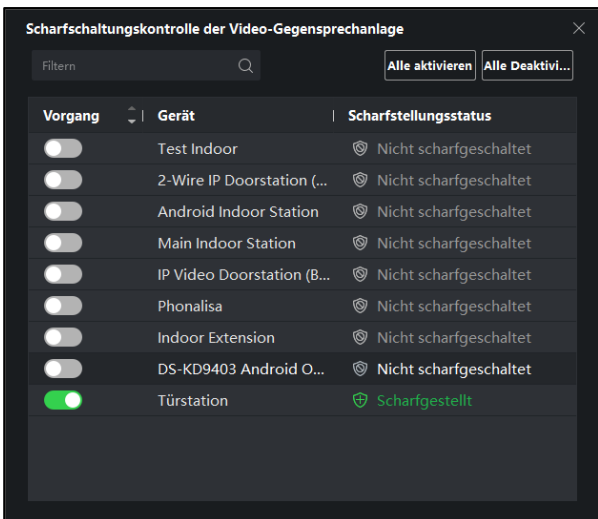 Scharfschaltungskontrolle der Video-Gegensprechanlage
Filtern Alle aktivieren Alle Deaktivi...
Vorgang Gerät Scharfstellungsstatus
Test Indoor Nicht scharfgeschaltet
2-Wire IP Doorstation (... Nicht scharfgeschaltet
Android Indoor Station Nicht scharfgeschaltet
Main Indoor Station Nicht scharfgeschaltet
IP Video Doorstation (B... Nicht scharfgeschaltet
Phonalisa Nicht scharfgeschaltet
Indoor Extension Nicht scharfgeschaltet
DS-KD9403 Android O... Nicht scharfgeschaltet
Türstation Scharfgestellt